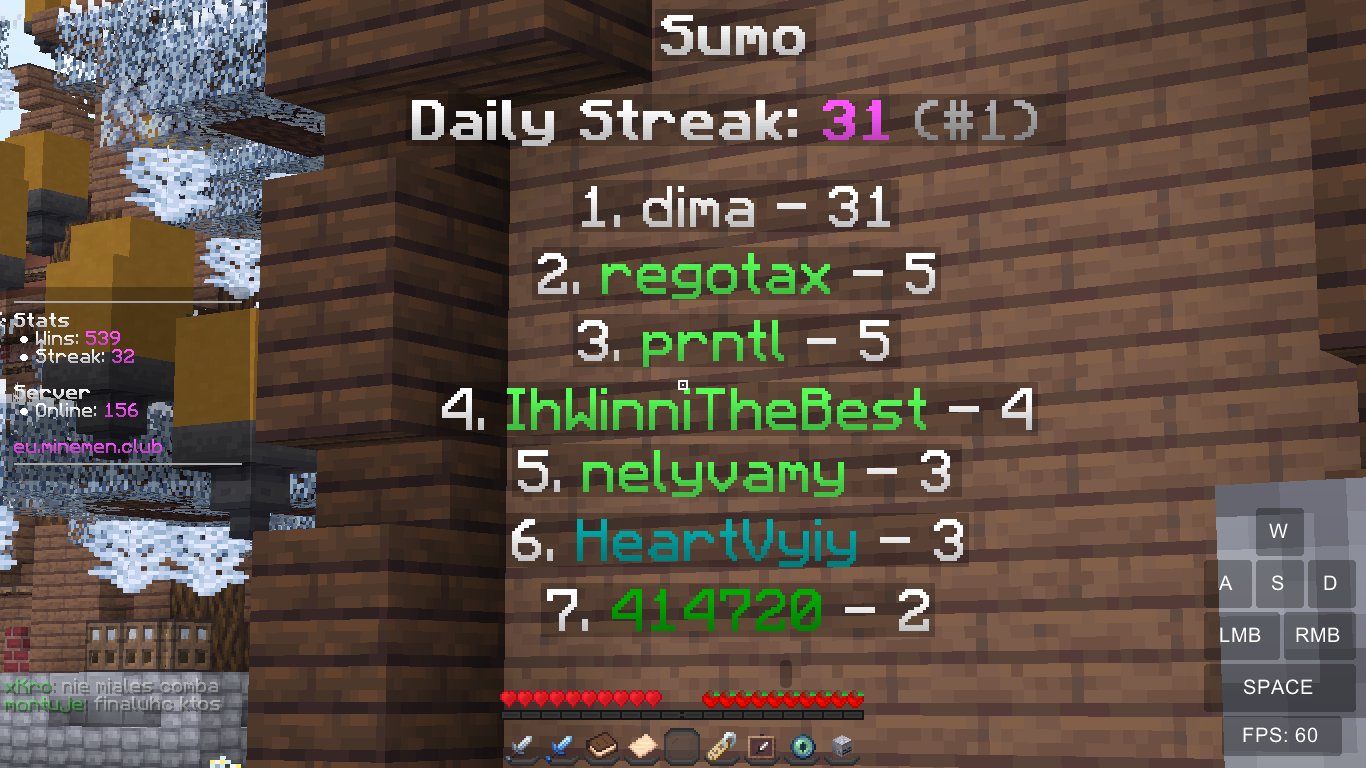 Sumo
Daily Streak: 31 (#1)
1. dima – 31
2. regotax – 5
3. prntl – 5
4. IhWinniTheBest – 4
5. nelyvamy – 3
6. HeartVyiy – 3
7. 414720 – 2
Stats
• Wins: 539
• Streak: 32
Server
• Online: 156
eu.minemen.club
xKro: nie miales comba
montuje: finaluhc ktos
W
A S D
LMB RMB
SPACE
FPS: 60